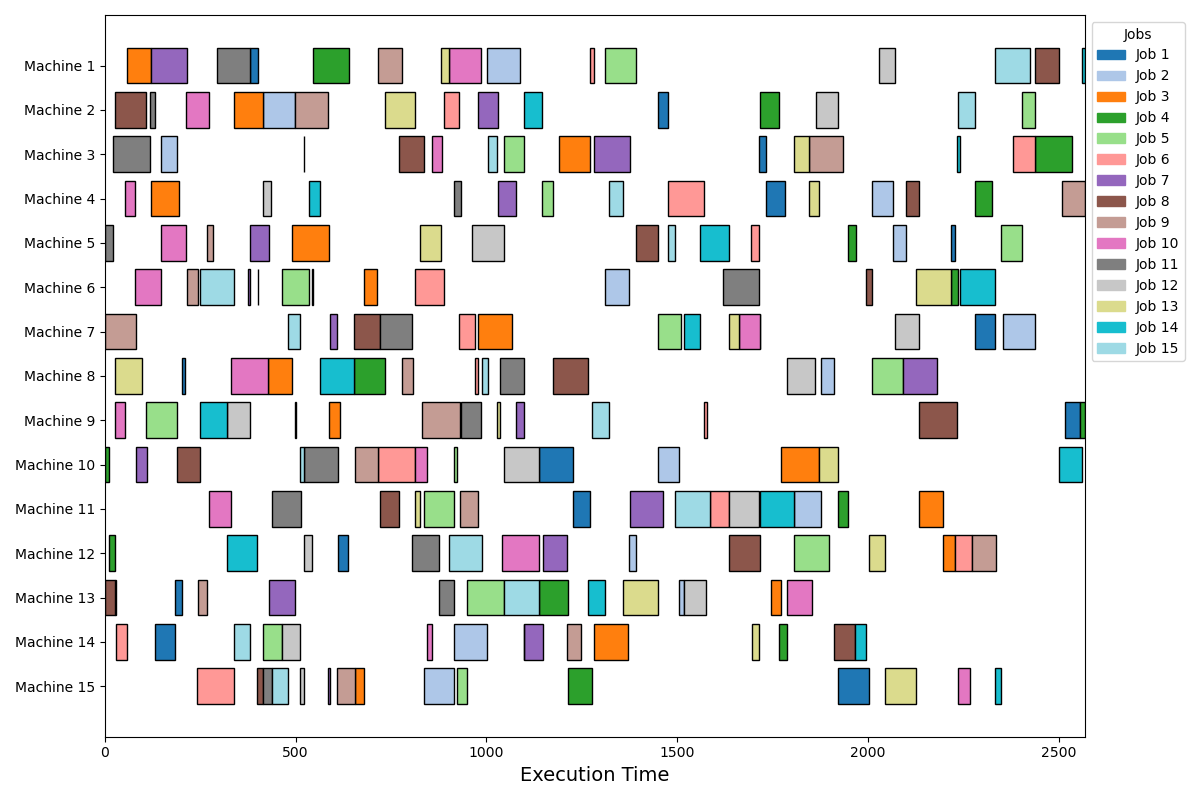 Machine 1
Machine 2
Machine 3
Machine 4
Machine 5
Machine 6
Machine 7
Machine 8
Machine 9
Machine 10
Machine 11
Machine 12
Machine 13
Machine 14
Machine 15
0 500 1000 1500 2000 2500
Execution Time
Jobs
Job 1
Job 2
Job 3
Job 4
Job 5
Job 6
Job 7
Job 8
Job 9
Job 10
Job 11
Job 12
Job 13
Job 14
Job 15